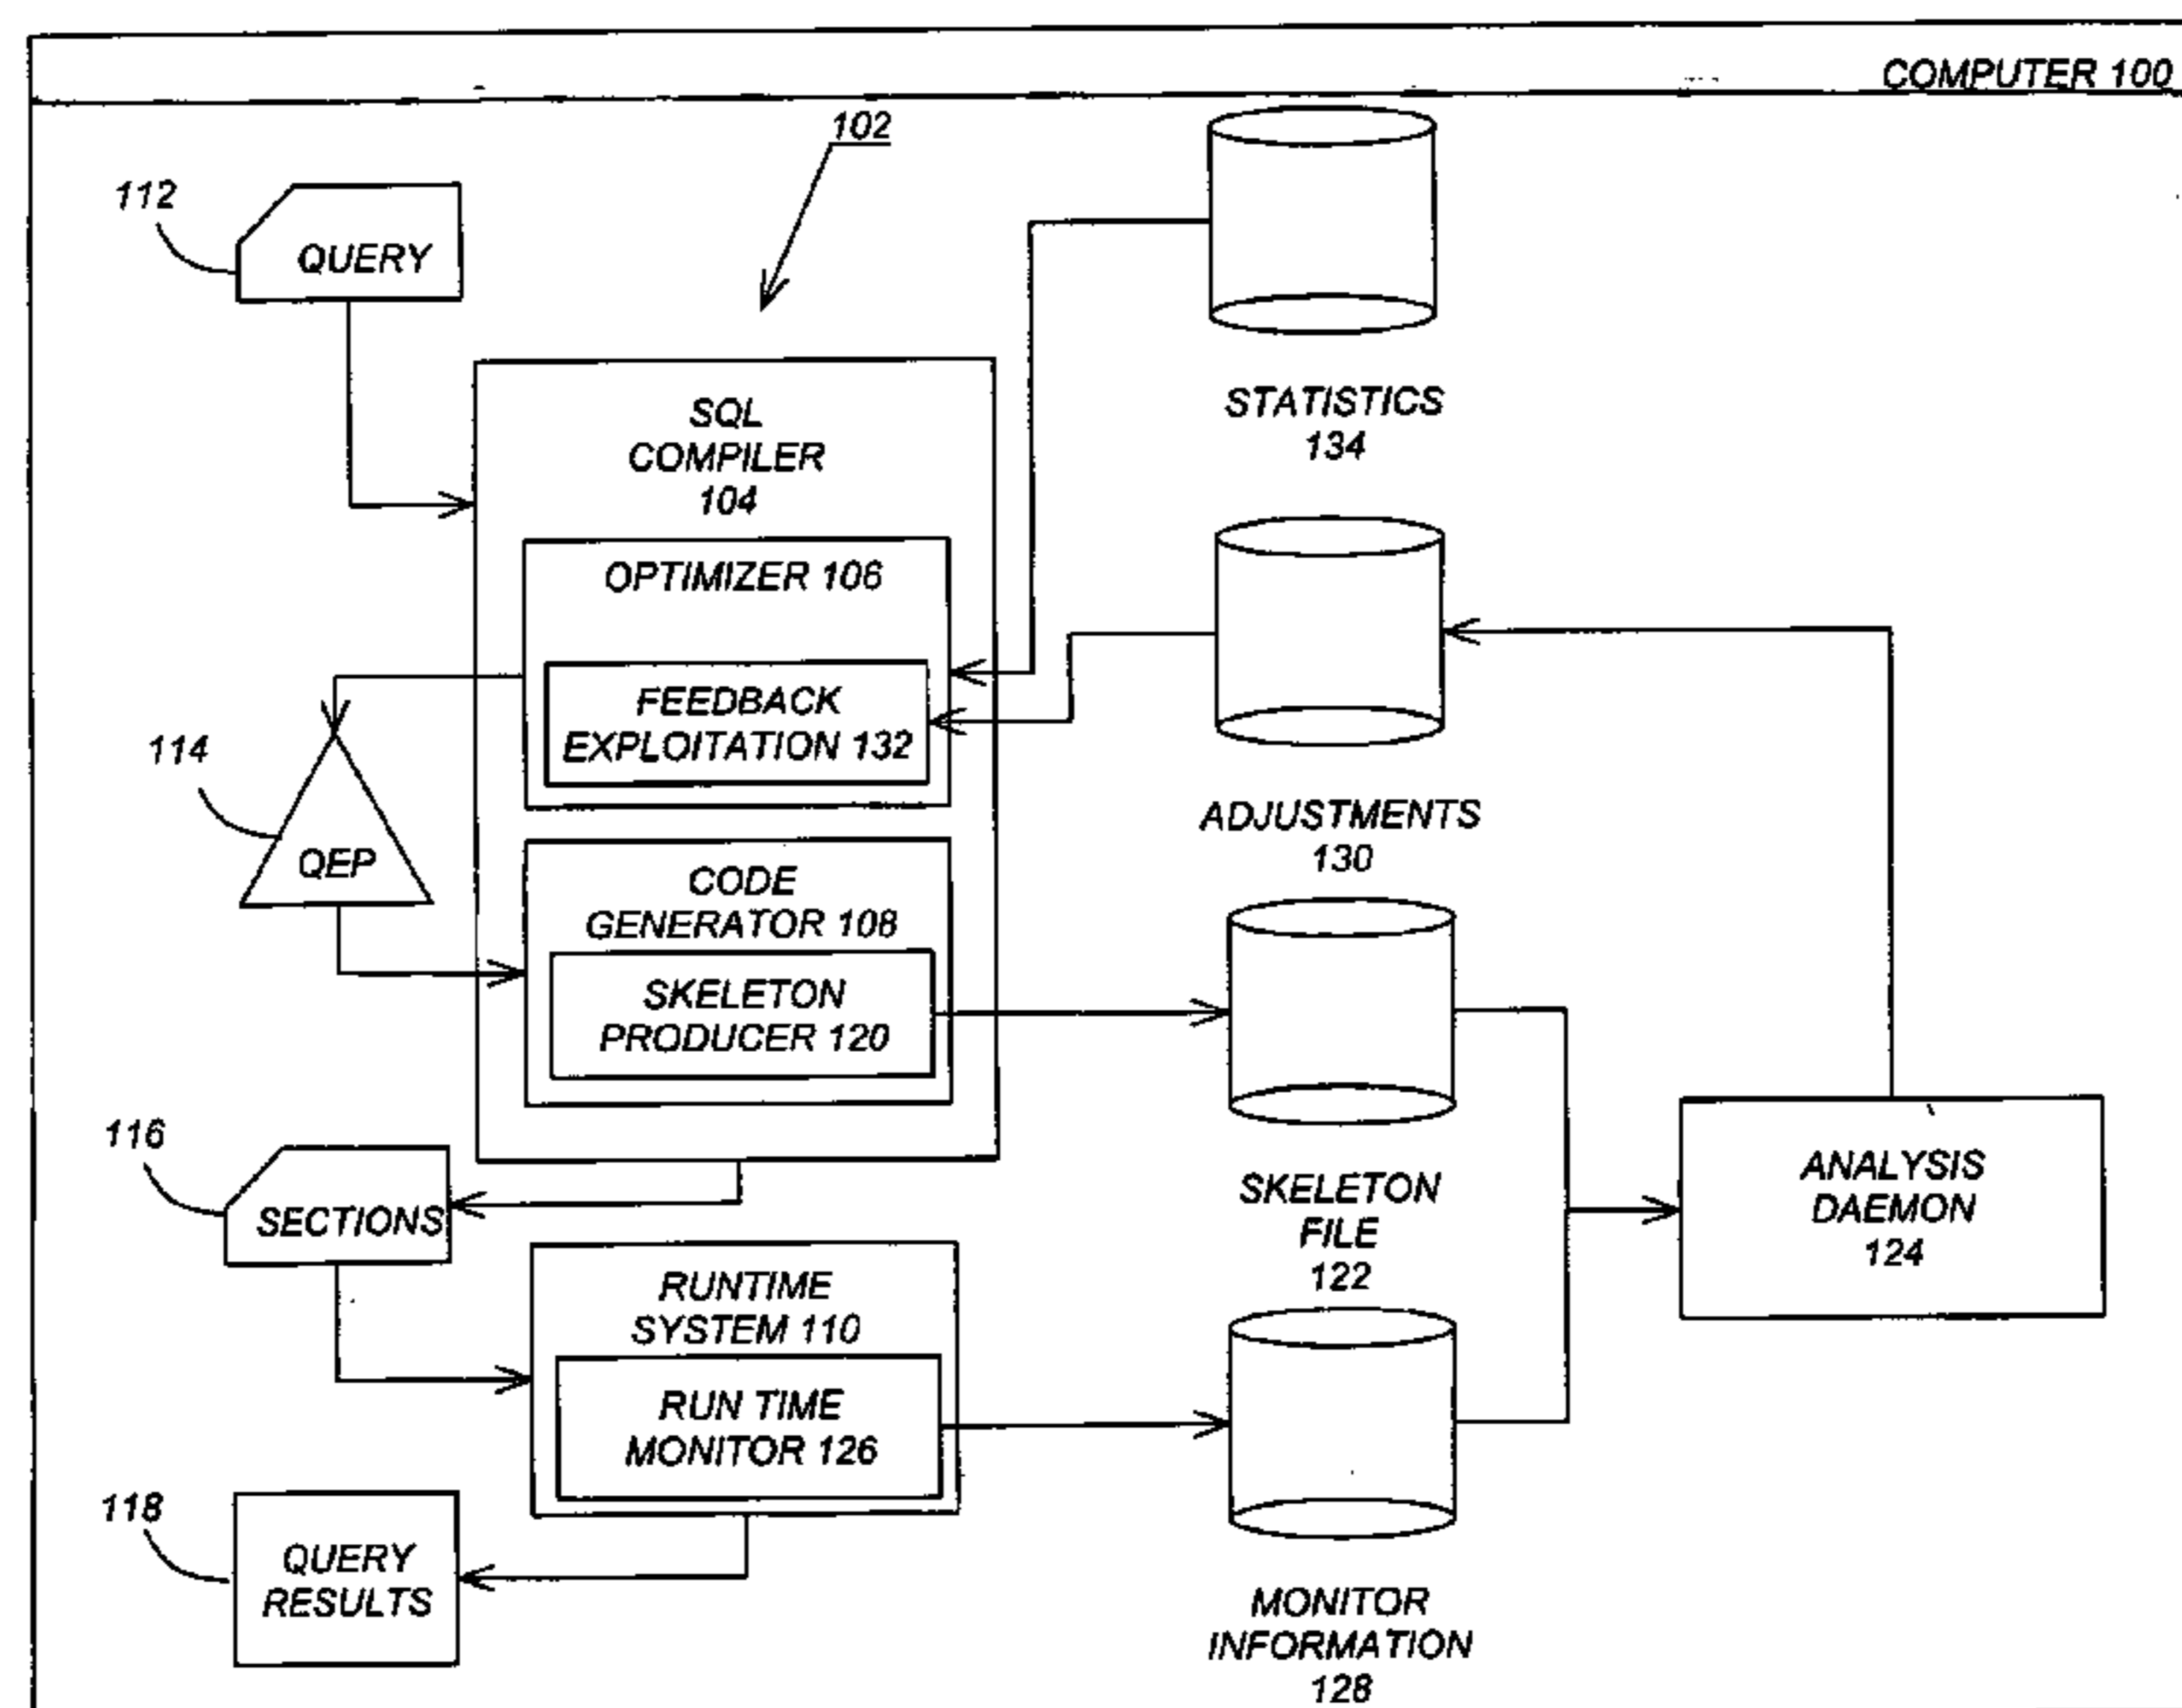 COMPUTER 100
102
112
QUERY
SQL
COMPILER
104
STATISTICS
134
OPTIMIZER 106
FEEDBACK
EXPLOITATION 132
114
QEP
ADJUSTMENTS
130
CODE
GENERATOR 108
SKELETON
PRODUCER 120
116
SECTIONS
SKELETON
FILE
122
ANALYSIS
DAEMON
124
RUNTIME
SYSTEM 110
RUN TIME
MONITOR 126
118
QUERY
RESULTS
MONITOR
INFORMATION
128